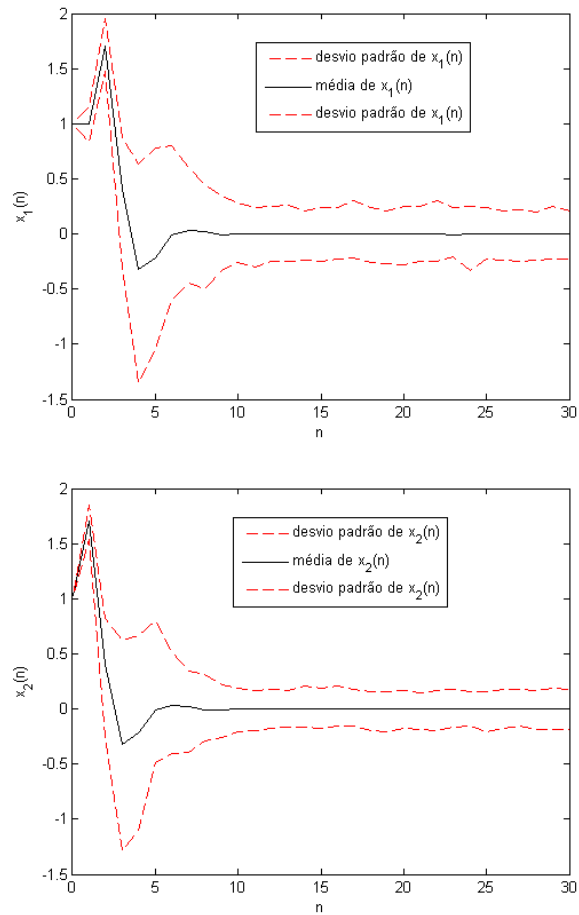 2
1.5
1
0.5
0
-0.5
-1
-1.5
x₁(n)
desvio padrão de x₁(n)
média de x₁(n)
desvio padrão de x₁(n)
0 5 10 15 20 25 30
n
2
1.5
1
0.5
0
-0.5
-1
-1.5
x₂(n)
desvio padrão de x₂(n)
média de x₂(n)
desvio padrão de x₂(n)
0 5 10 15 20 25 30
n